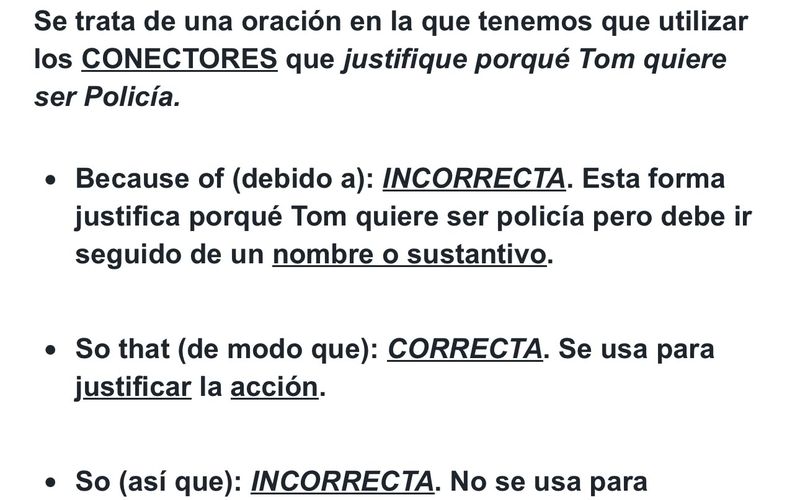 Se trata de una oración en la que tenemos que utilizar
los CONECTORES que justifique porqué Tom quiere
ser Policía.
• Because of (debido a): INCORRECTA. Esta forma
justifica porqué Tom quiere ser policía pero debe ir
seguido de un nombre o sustantivo.
• So that (de modo que): CORRECTA. Se usa para
justificar la acción.
• So (así que): INCORRECTA. No se usa para